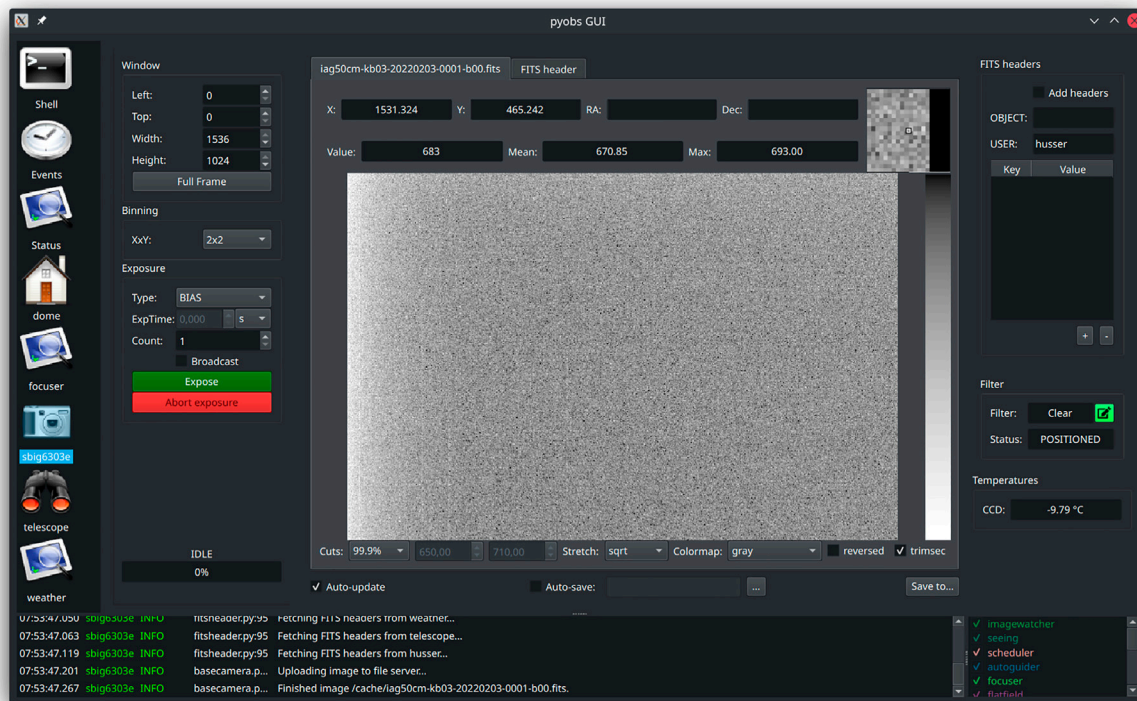 pyobs GUI
Shell
Events
Status
dome
focuser
sbig6303e
telescope
weather
Window
Left: 0
Top: 0
Width: 1536
Height: 1024
Full Frame
Binning
XxY: 2x2
Exposure
Type: BIAS
ExpTime: 0,000 s
Count: 1
Broadcast
Expose
Abort exposure
IDLE
0%
iag50cm-kb03-20220203-0001-b00.fits FITS header
X: 1531.324 Y: 465.242 RA: Dec:
Value: 683 Mean: 670.85 Max: 693.00
Cuts: 99.9% 650,00 710,00 Stretch: sqrt Colormap: gray reversed trimsec
Auto-update Auto-save: ... Save to...
FITS headers
Add headers
OBJECT:
USER: husser
Key Value
+ -
Filter
Filter: Clear
Status: POSITIONED
Temperatures
CCD: -9.79 °C
07:53:47.050 sbig6303e INFO fitsheader.py:95 Fetching FITS headers from weather...
07:53:47.063 sbig6303e INFO fitsheader.py:95 Fetching FITS headers from telescope...
07:53:47.119 sbig6303e INFO fitsheader.py:95 Fetching FITS headers from husser...
07:53:47.201 sbig6303e INFO basecamera.p... Uploading image to file server...
07:53:47.267 sbig6303e INFO basecamera.p... Finished image /cache/iag50cm-kb03-20220203-0001-b00.fits.
imagewatcher
seeing
scheduler
autoguider
focuser
flatfield